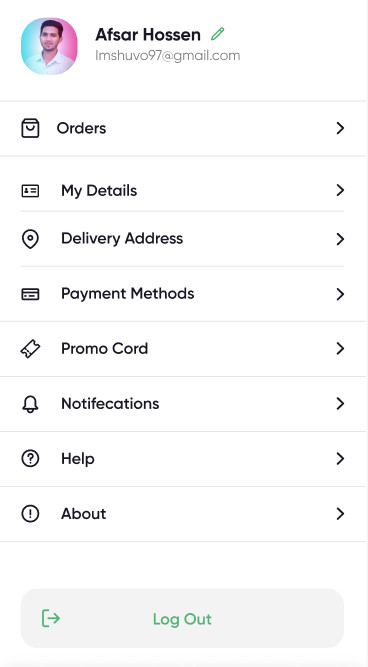 Afsar Hossen
Imshuvo97@gmail.com
Orders
My Details
Delivery Address
Payment Methods
Promo Cord
Notifecations
Help
About
Log Out